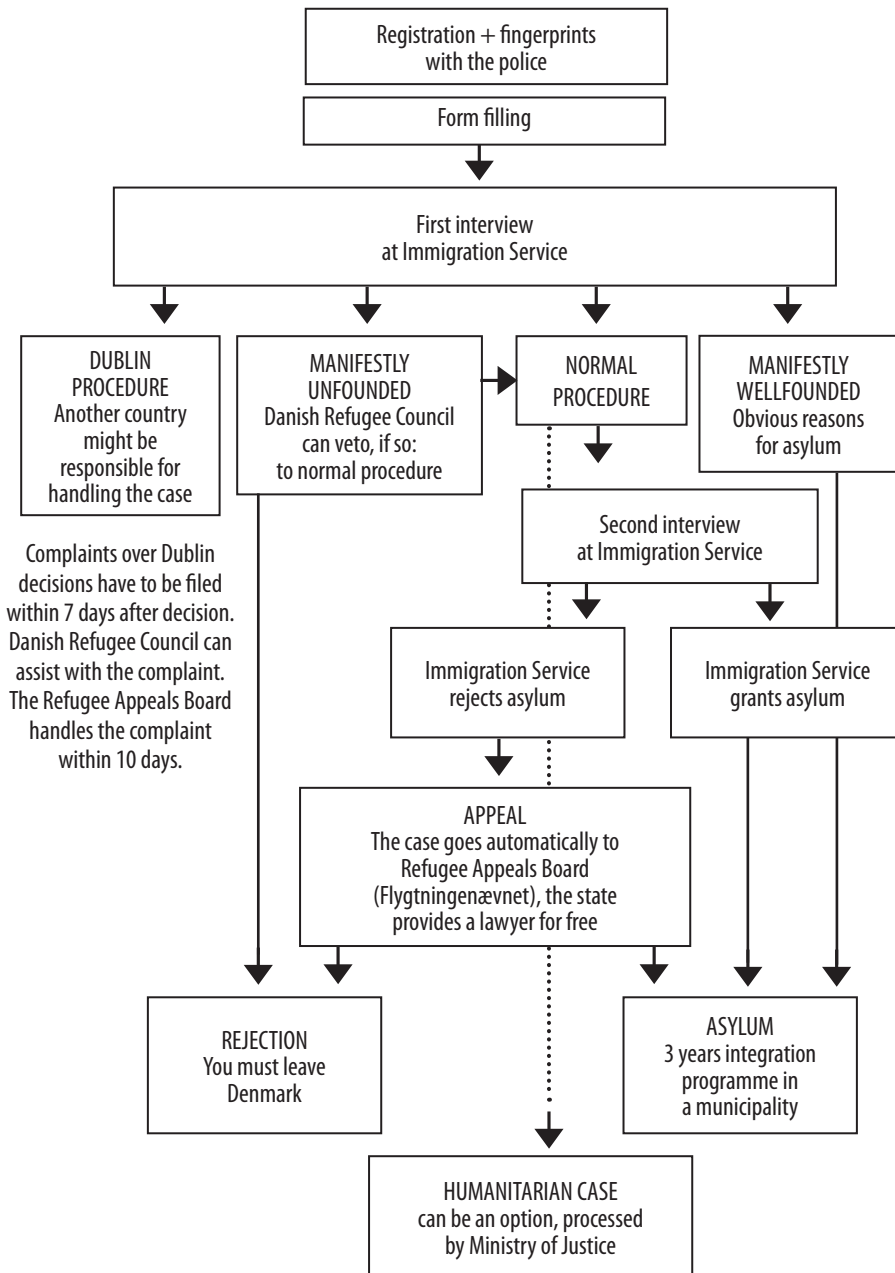 Registration + fingerprints
with the police
Form filling
First interview
at Immigration Service
DUBLIN
PROCEDURE
Another country
might be
responsible for
handling the case
MANIFESTLY
UNFOUNDED
Danish Refugee Council
can veto, if so:
to normal procedure
NORMAL
PROCEDURE
MANIFESTLY
WELLFOUNDED
Obvious reasons
for asylum
Second interview
at Immigration Service
Complaints over Dublin
decisions have to be filed
within 7 days after decision.
Danish Refugee Council can
assist with the complaint.
The Refugee Appeals Board
handles the complaint
within 10 days.
Immigration Service
rejects asylum
Immigration Service
grants asylum
APPEAL
The case goes automatically to
Refugee Appeals Board
(Flygtningenævnet), the state
provides a lawyer for free
REJECTION
You must leave
Denmark
ASYLUM
3 years integration
programme in
a municipality
HUMANITARIAN CASE
can be an option, processed
by Ministry of Justice